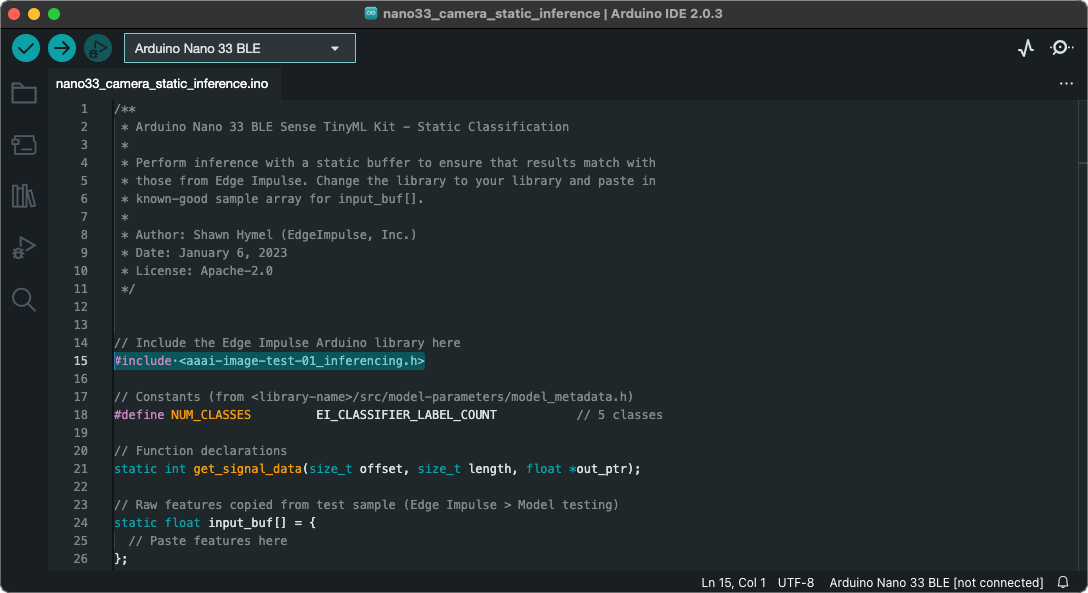 nano33_camera_static_inference | Arduino IDE 2.0.3
Arduino Nano 33 BLE
nano33_camera_static_inference.ino
1 /**
2  * Arduino Nano 33 BLE Sense TinyML Kit - Static Classification
3  *
4  * Perform inference with a static buffer to ensure that results match with
5  * those from Edge Impulse. Change the library to your library and paste in
6  * known-good sample array for input_buf[].
7  *
8  * Author: Shawn Hymel (EdgeImpulse, Inc.)
9  * Date: January 6, 2023
10  * License: Apache-2.0
11  */
12
13
14 // Include the Edge Impulse Arduino library here
15 #include·<aaai-image-test-01_inferencing.h>
16
17 // Constants (from <library-name>/src/model-parameters/model_metadata.h)
18 #define NUM_CLASSES         EI_CLASSIFIER_LABEL_COUNT           // 5 classes
19
20 // Function declarations
21 static int get_signal_data(size_t offset, size_t length, float *out_ptr);
22
23 // Raw features copied from test sample (Edge Impulse > Model testing)
24 static float input_buf[] = {
25   // Paste features here
26 };
Ln 15, Col 1 UTF-8 Arduino Nano 33 BLE [not connected]